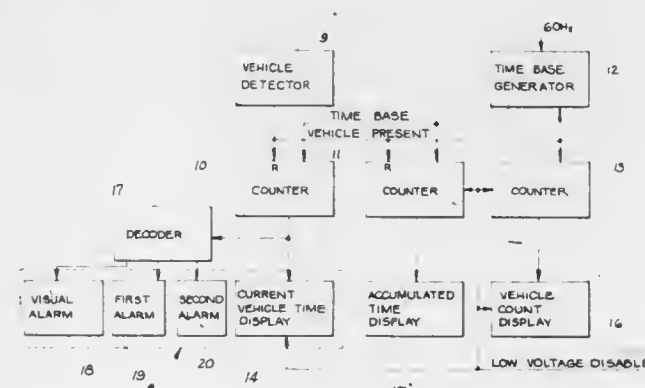 9
60Hz
VEHICLE
DETECTOR
TIME BASE
GENERATOR
12
TIME BASE
VEHICLE PRESENT
10
R
11
R
COUNTER
COUNTER
COUNTER
13
17
DECODER
VISUAL
ALARM
FIRST
ALARM
SECOND
ALARM
CURRENT
VEHICLE TIME
DISPLAY
ACCUMULATED
TIME
DISPLAY
VEHICLE
COUNT
DISPLAY
16
LOW VOLTAGE DISABLE
18
19
20
14